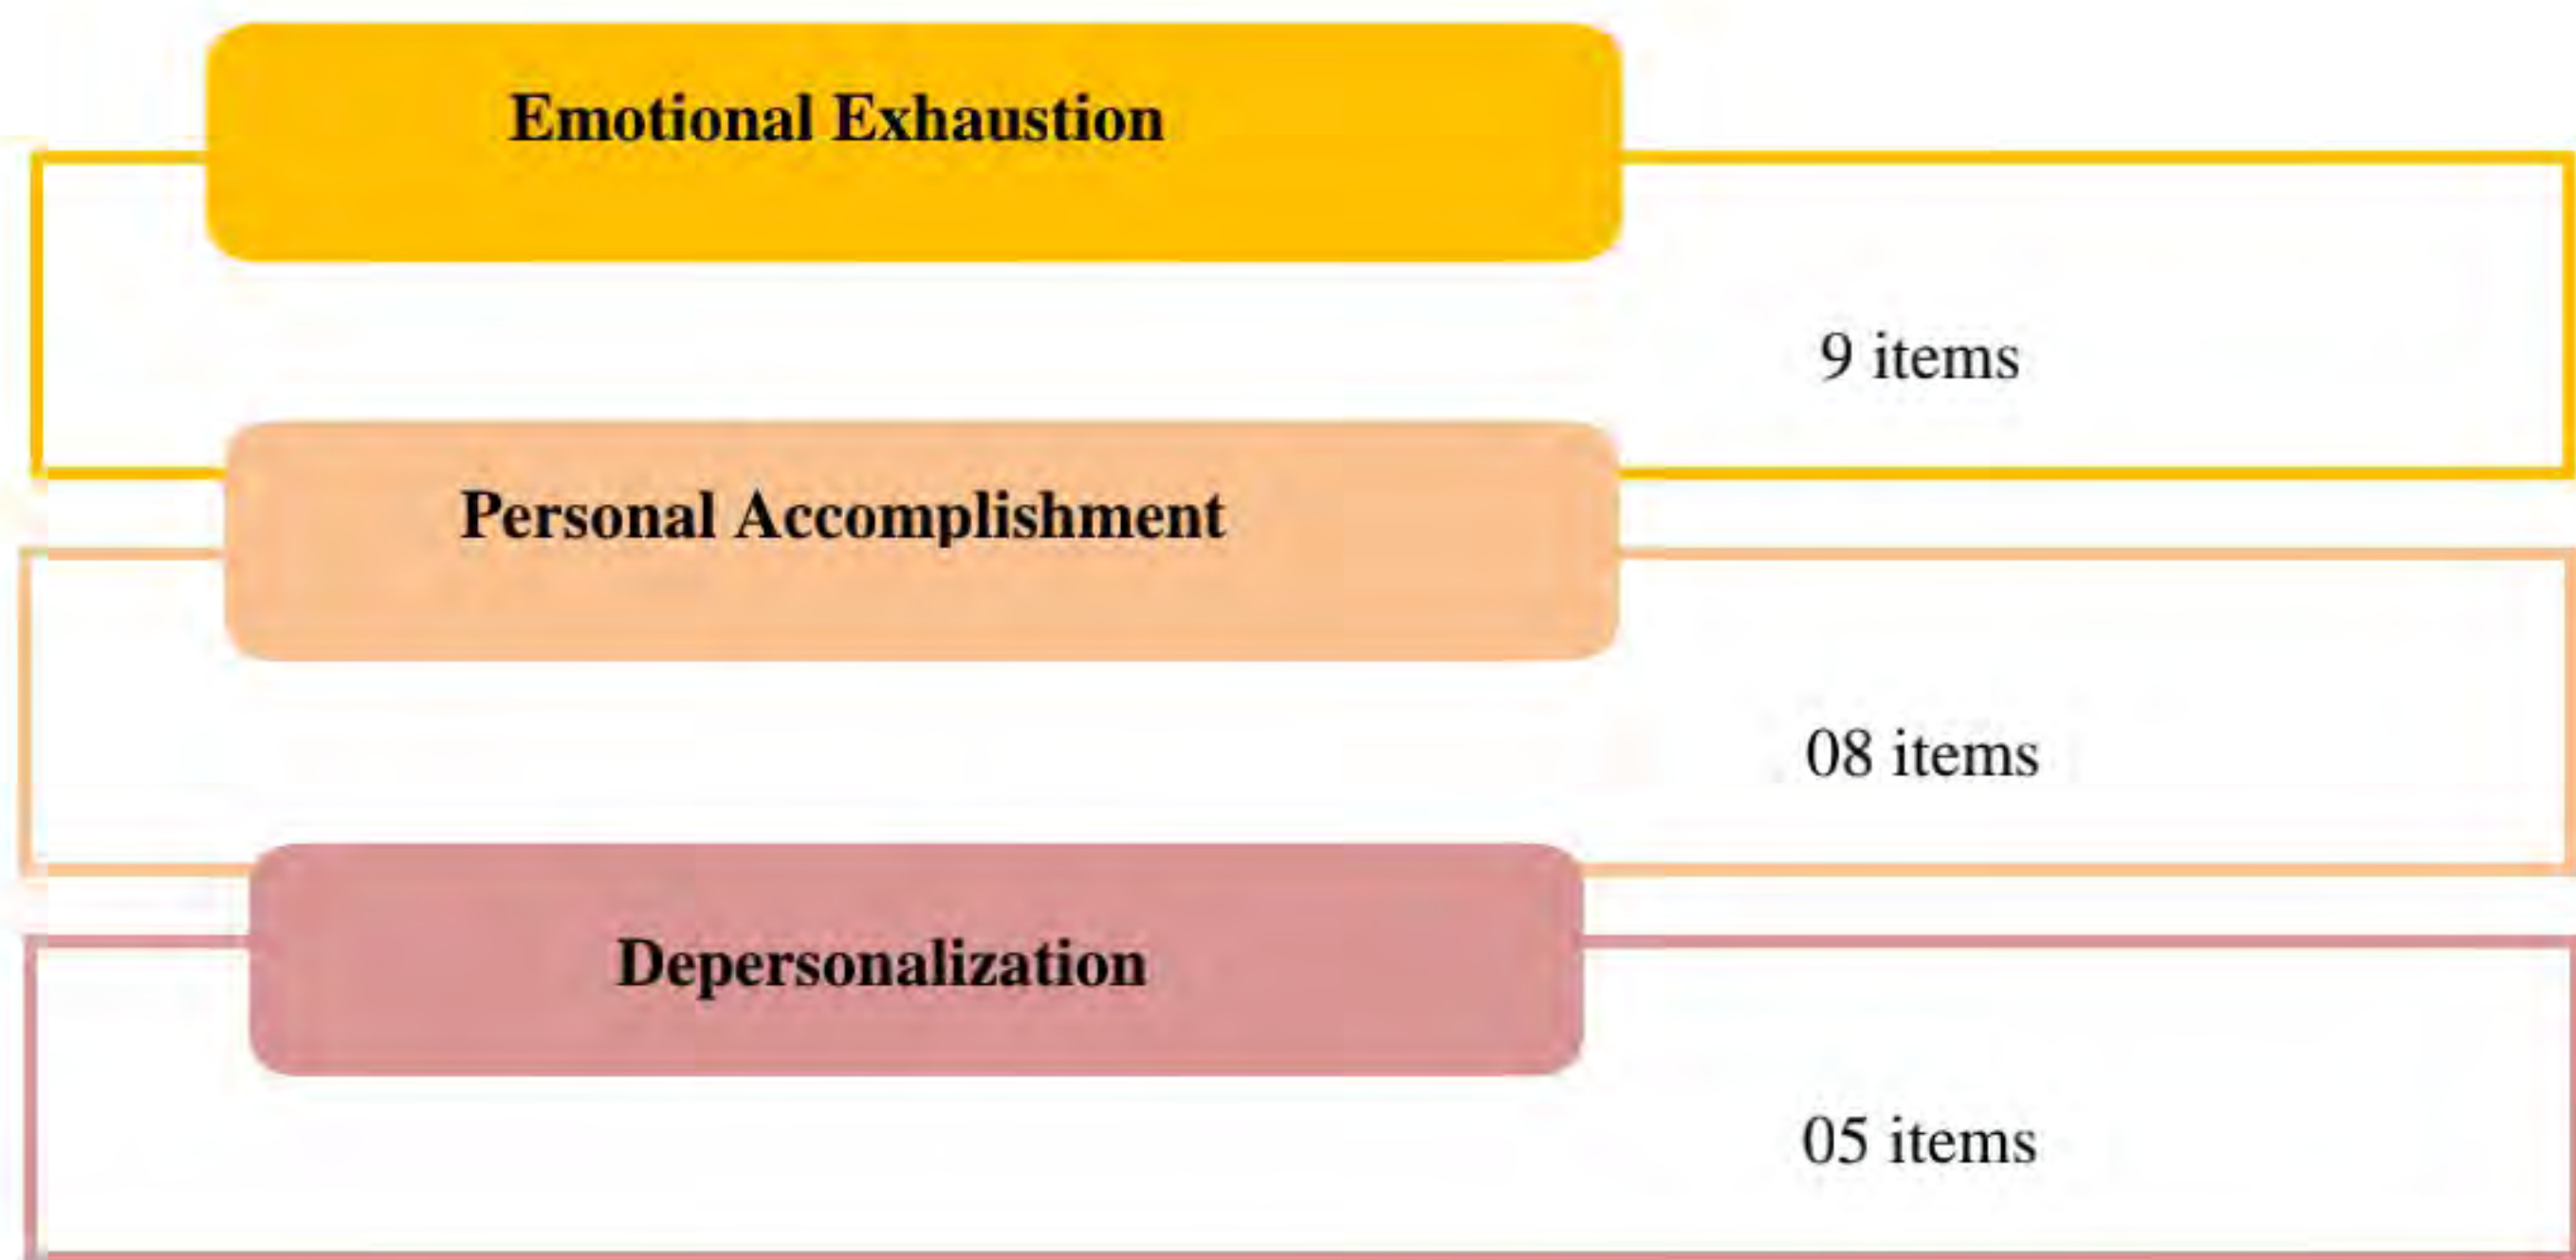 Emotional Exhaustion
9 items
Personal Accomplishment
08 items
Depersonalization
05 items